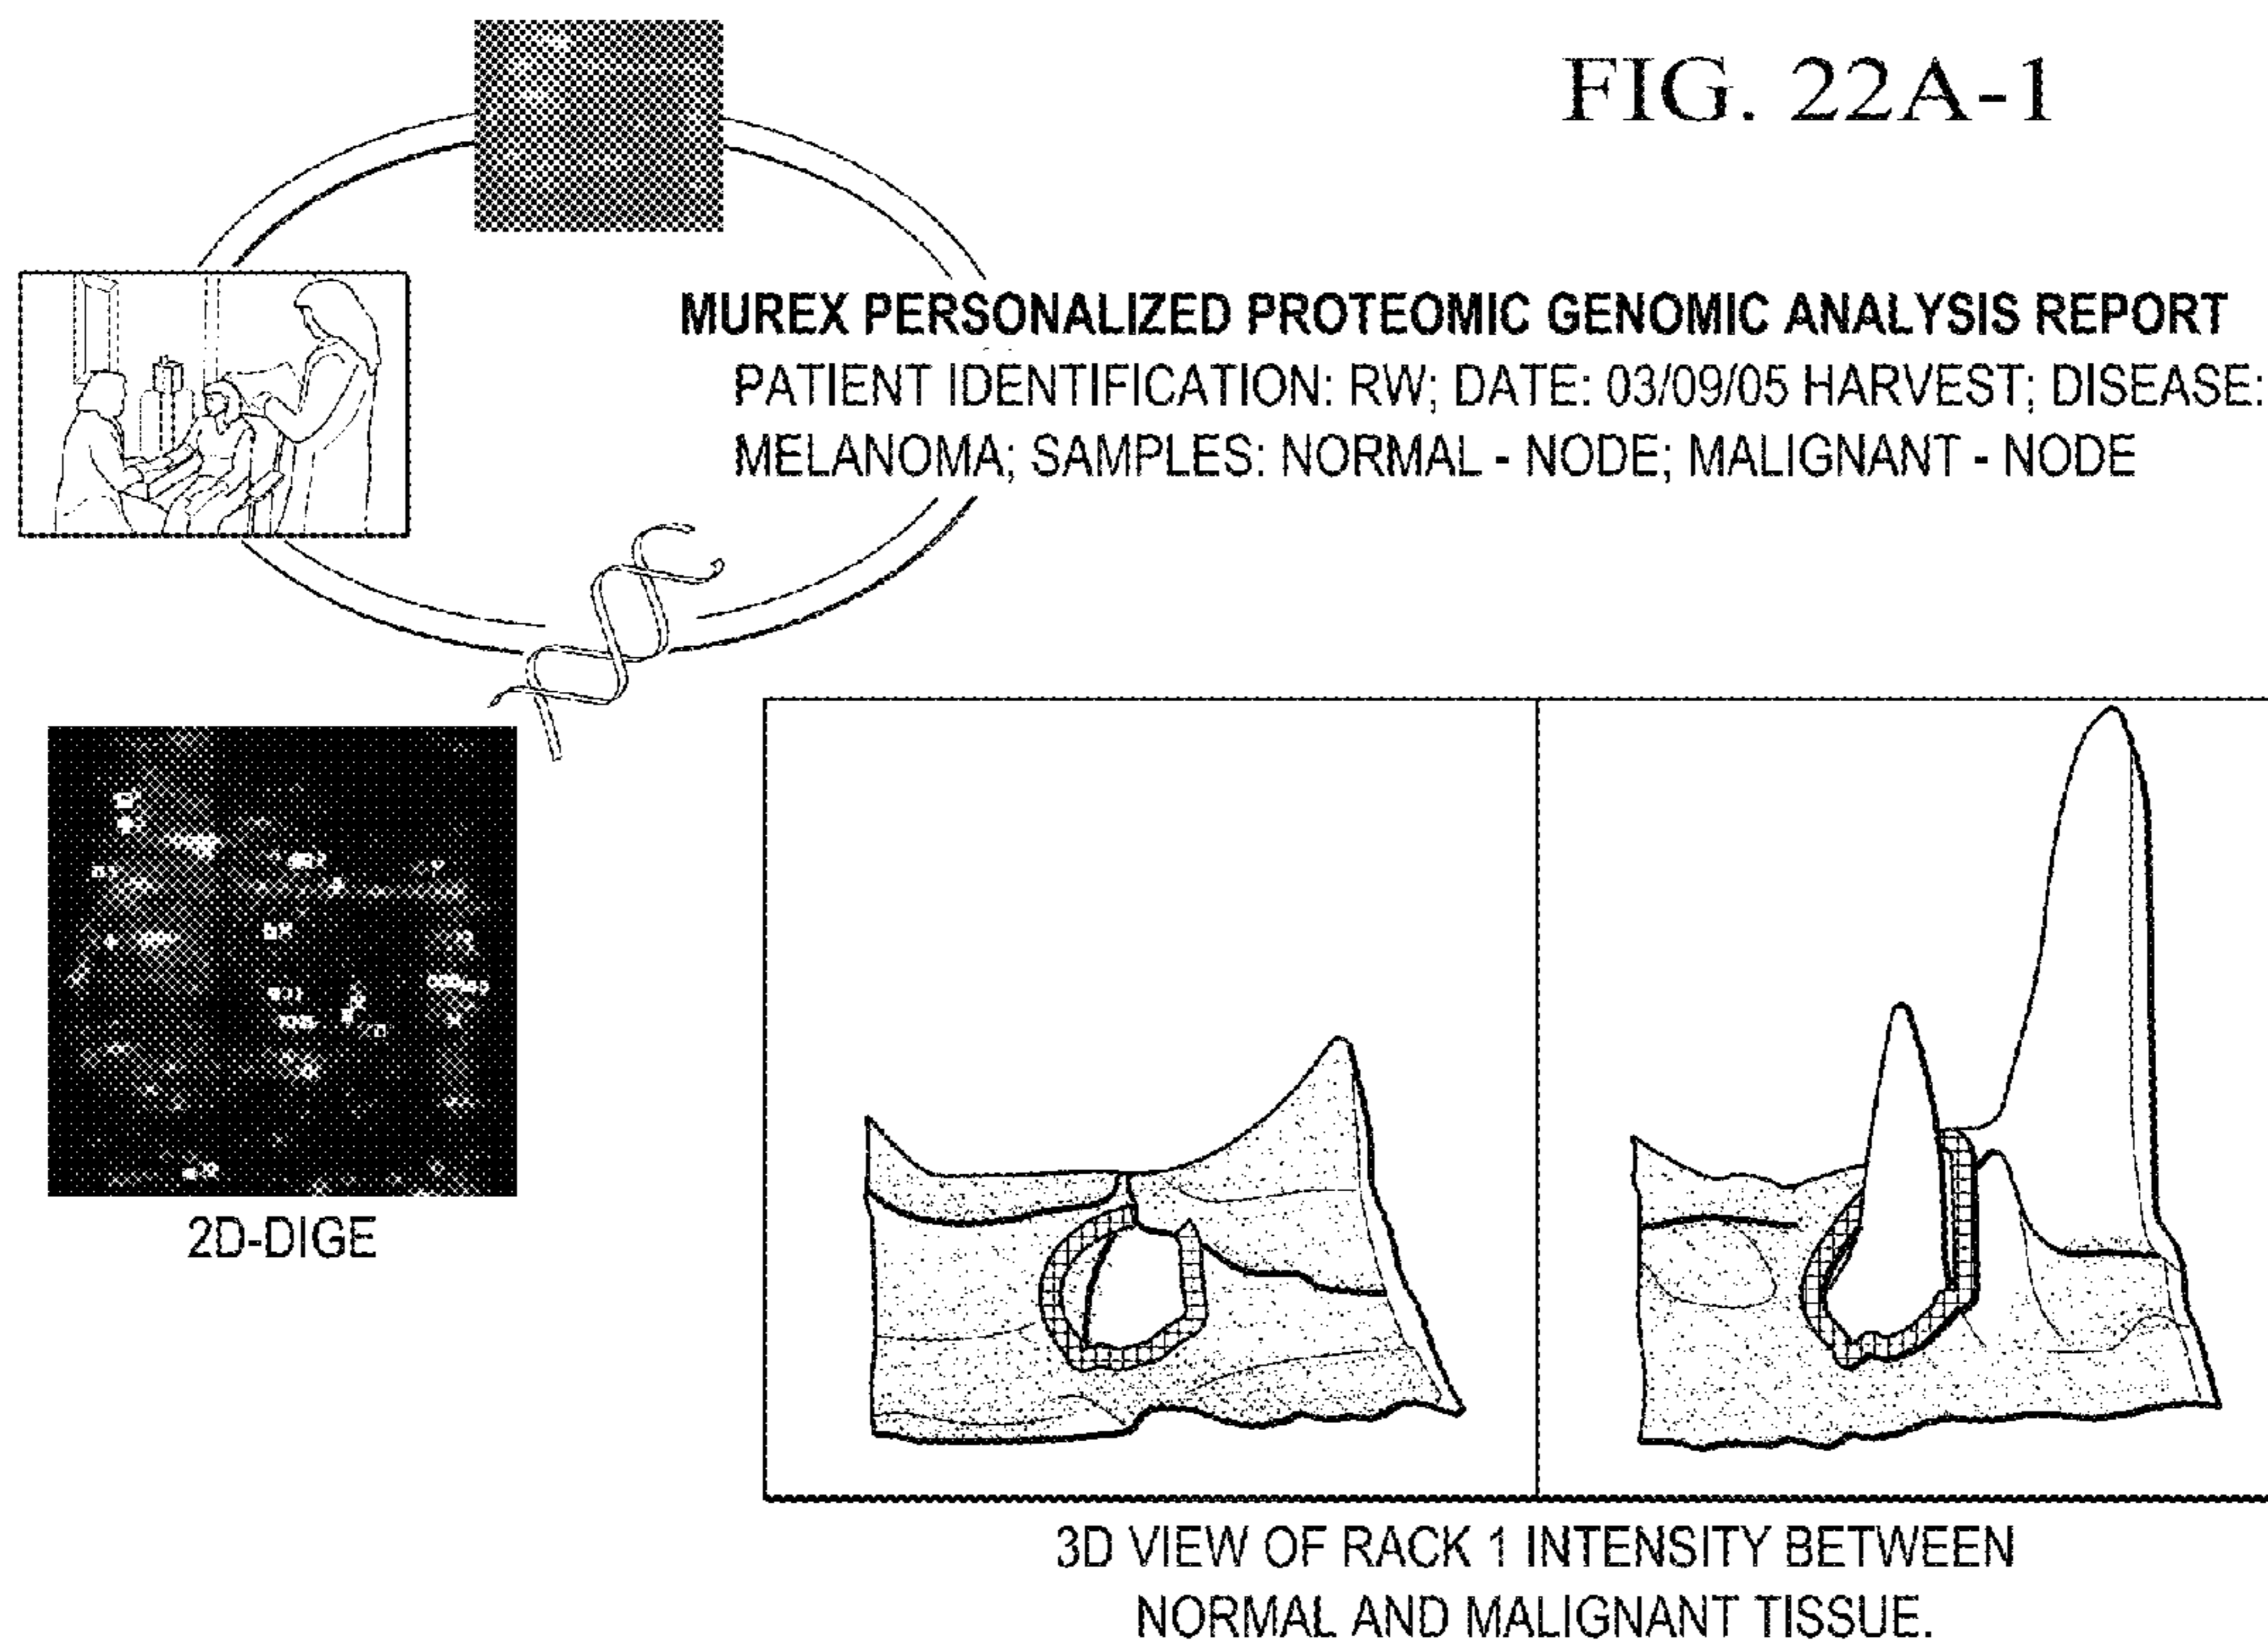 FIG. 22A-1
MUREX PERSONALIZED PROTEOMIC GENOMIC ANALYSIS REPORT
PATIENT IDENTIFICATION: RW; DATE: 03/09/05 HARVEST; DISEASE:
MELANOMA; SAMPLES: NORMAL - NODE; MALIGNANT - NODE
2D-DIGE
3D VIEW OF RACK 1 INTENSITY BETWEEN
NORMAL AND MALIGNANT TISSUE.